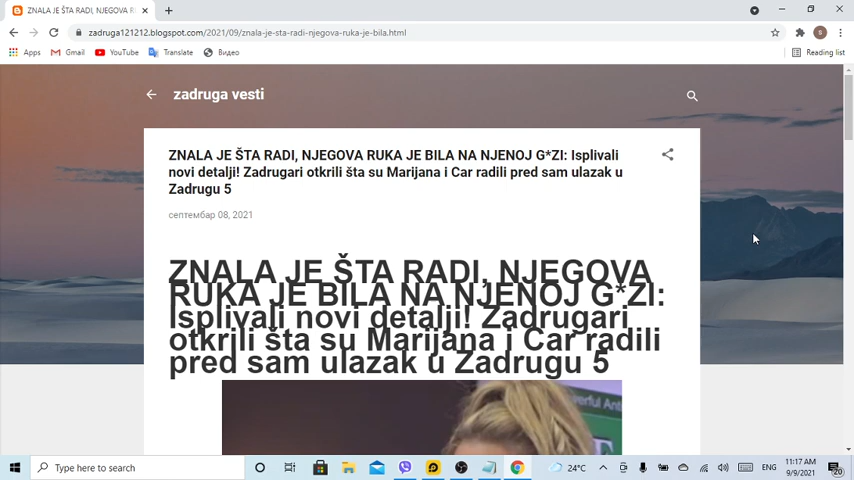 ZNALA JE ŠTA RADI, NJEGOVA R
zadruga121212.blogspot.com/2021/09/znala-je-sta-radi-njegova-ruka-je-bila.html
Apps Gmail YouTube Translate Видео Reading list
zadruga vesti
ZNALA JE ŠTA RADI, NJEGOVA RUKA JE BILA NA NJENOJ G*ZI: Isplivali
novi detalji! Zadrugari otkrili šta su Marijana i Car radili pred sam ulazak u
Zadrugu 5
септембар 08, 2021
ZNALA JE ŠTA RADI, NJEGOVA
RUKA JE BILA NA NJENOJ G*ZI:
Isplivali novi detalji! Zadrugari
otkrili šta su Marijana i Car radili
pred sam ulazak u Zadrugu 5
Powerful Ant
Type here to search
24°C
ENG
11:17 AM
9/9/2021
20